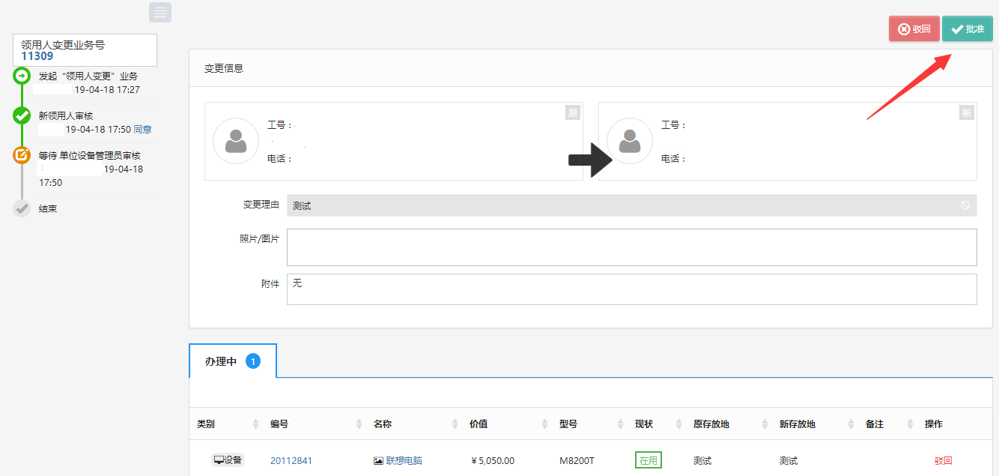 领用人变更业务号
11309
发起“领用人变更”业务
19-04-18 17:27
新领用人审核
19-04-18 17:50 同意
等待 单位设备管理员审核
19-04-18
17:50
结束
驳回 批准
变更信息
原
工号：
电话：
新
工号：
电话：
变更理由 测试
照片/图片
附件 无
办理中 1
类别 编号 名称 价值 型号 现状 原存放地 新存放地 备注 操作
设备 20112841 联想电脑 ￥5,050.00 M8200T 在用 测试 测试 驳回